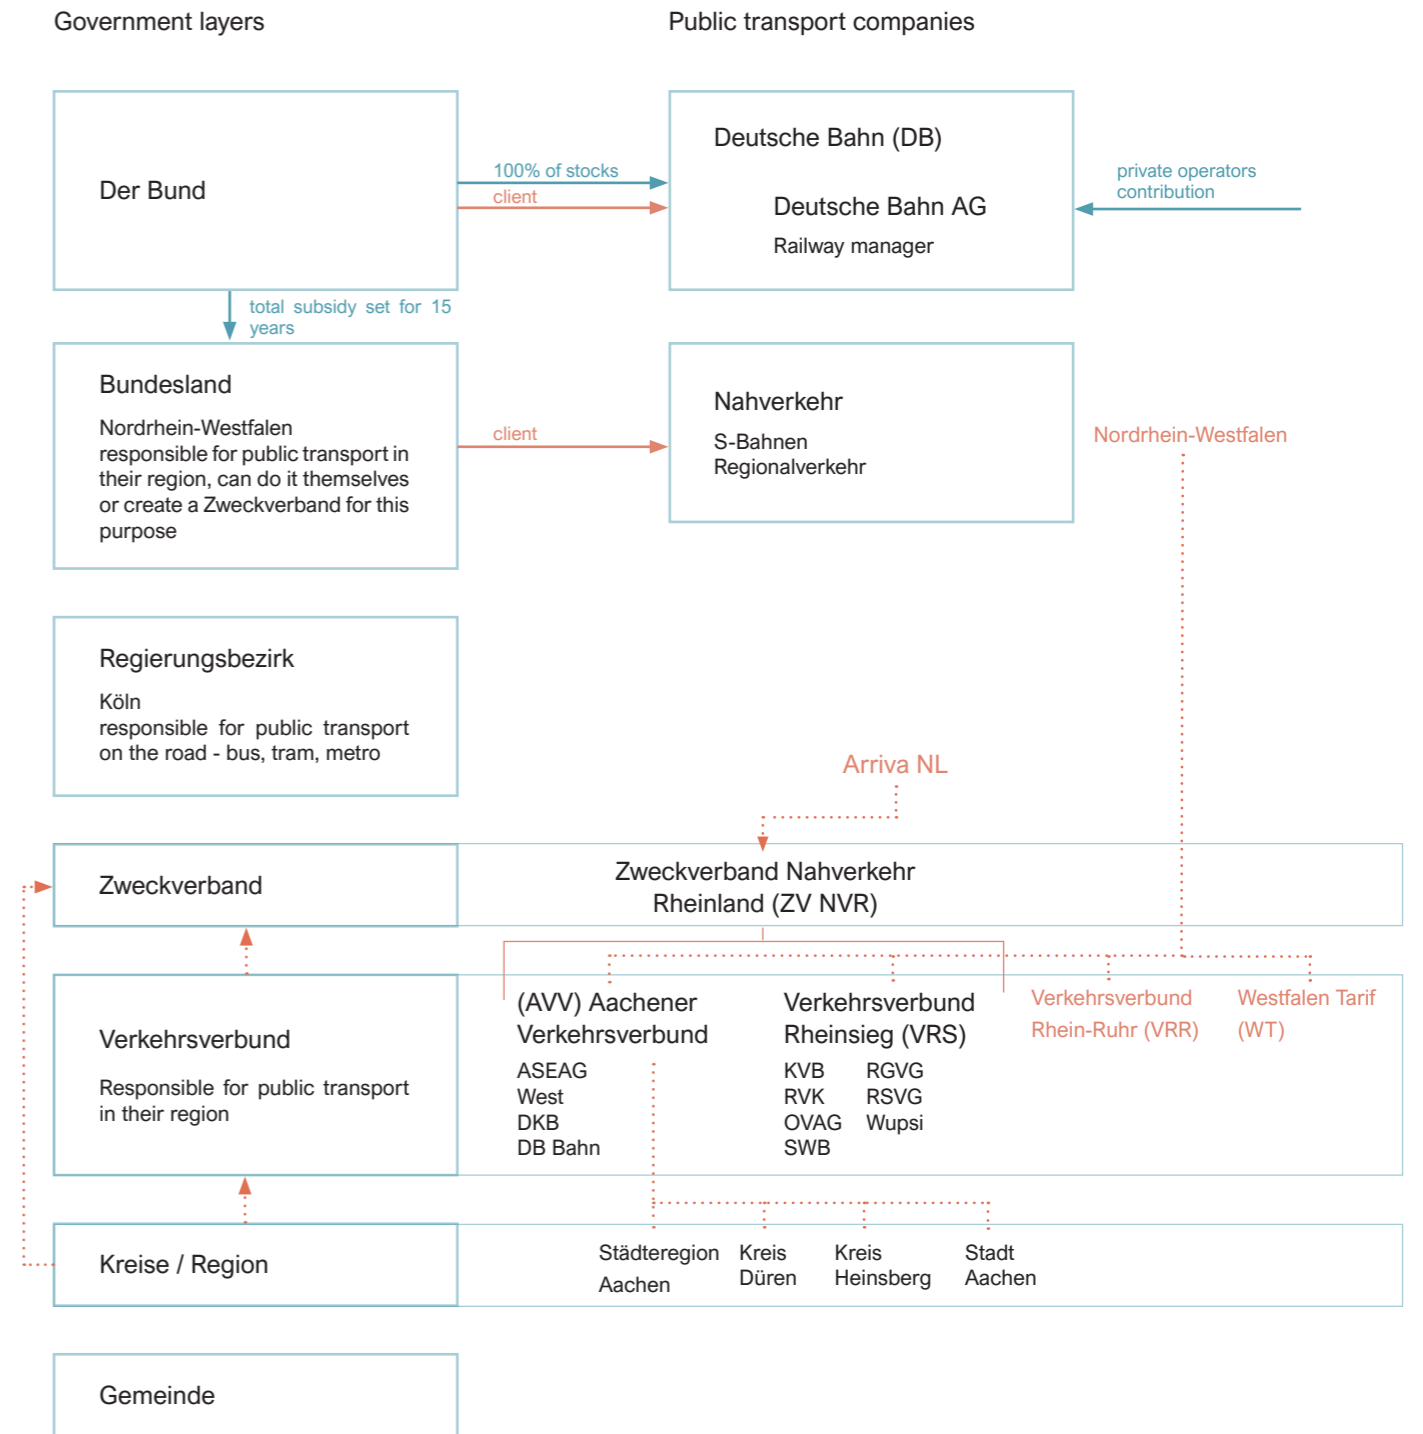 Government layers
Public transport companies
Der Bund
100% of stocks
client
Deutsche Bahn (DB)
Deutsche Bahn AG
Railway manager
private operators
contribution
total subsidy set for 15
years
Bundesland
Nordrhein-Westfalen
responsible for public transport in
their region, can do it themselves
or create a Zweckverband for this
purpose
client
Nahverkehr
S-Bahnen
Regionalverkehr
Nordrhein-Westfalen
Regierungsbezirk
Köln
responsible for public transport
on the road - bus, tram, metro
Arriva NL
Zweckverband
Zweckverband Nahverkehr
Rheinland (ZV NVR)
Verkehrsverbund
Responsible for public transport
in their region
(AVV) Aachener
Verkehrsverbund
ASEAG
West
DKB
DB Bahn
Verkehrsverbund
Rheinsieg (VRS)
KVB
RVK
OVAG
SWB
RGVG
RSVG
Wupsi
Verkehrsverbund
Rhein-Ruhr (VRR)
Westfalen Tarif
(WT)
Kreise / Region
Städteregion
Aachen
Kreis
Düren
Kreis
Heinsberg
Stadt
Aachen
Gemeinde